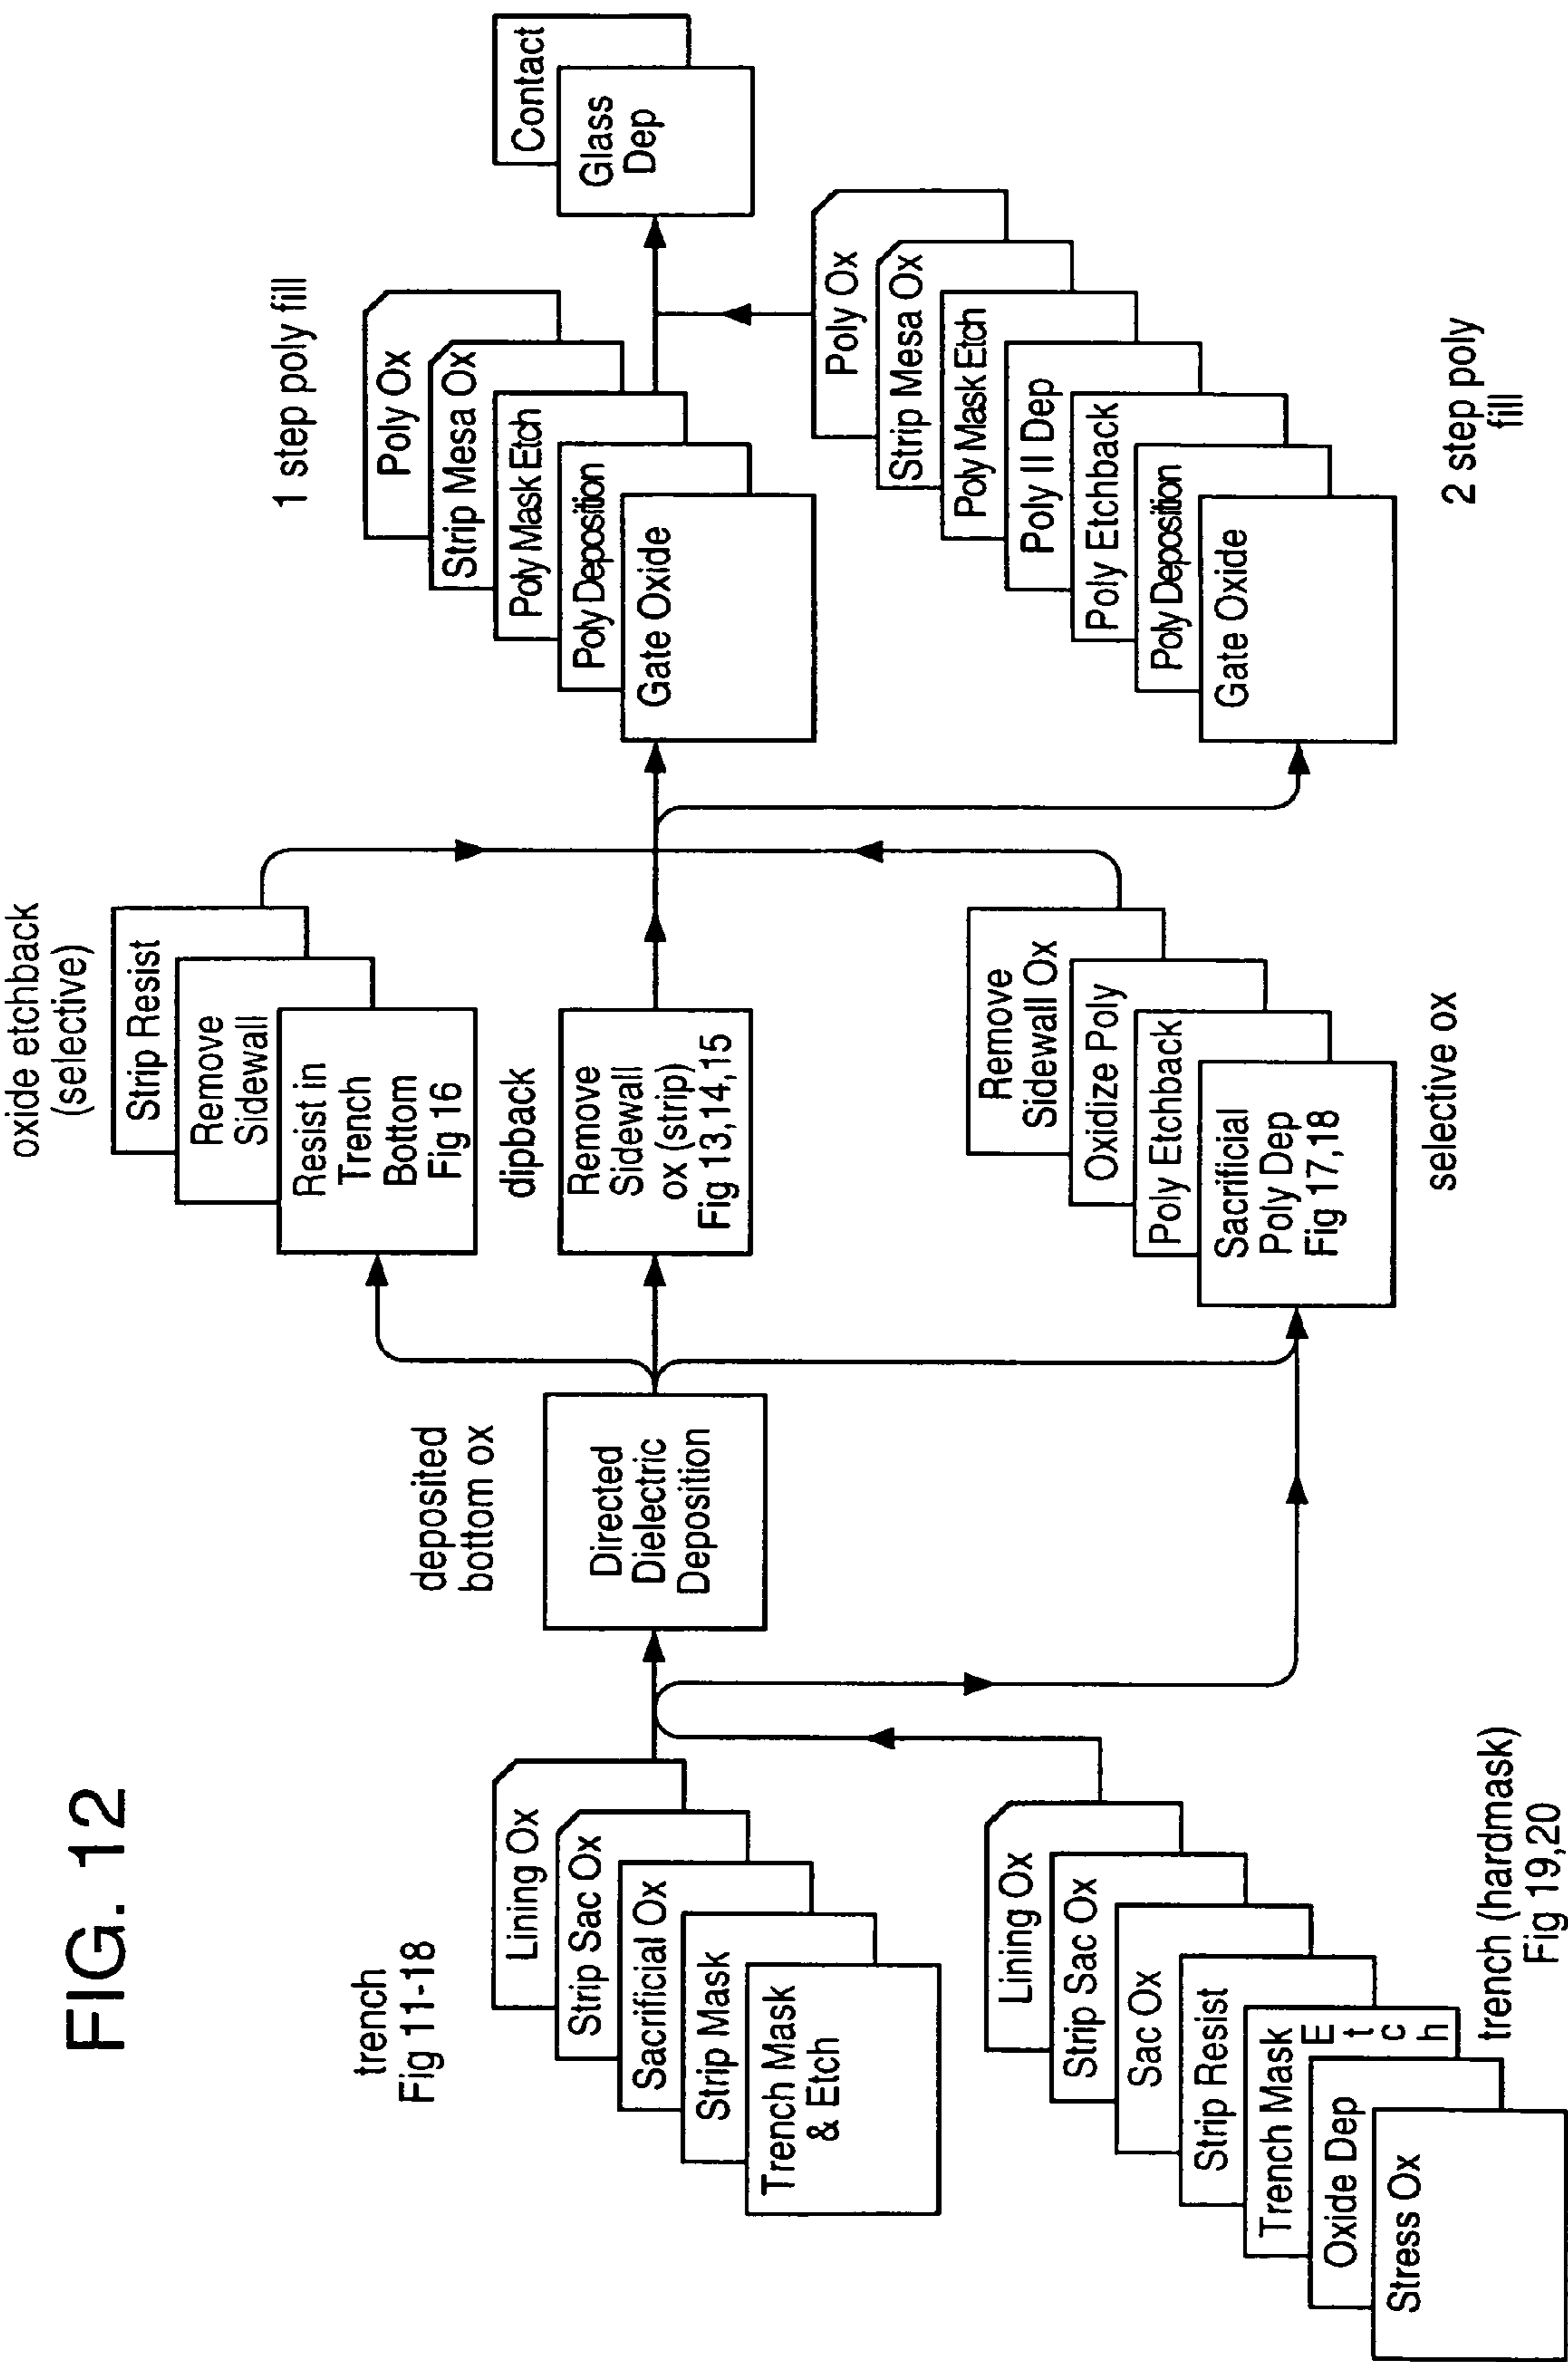 FIG. 12
trench
Fig 11-18
Lining Ox
Strip Sac Ox
Sacrificial Ox
Strip Mask
Trench Mask
& Etch
Lining Ox
Strip Sac Ox
Sac Ox
Strip Resist
Trench Mask
E
t
c
h
Oxide Dep
Stress Ox
trench (hardmask)
Fig 19,20
deposited
bottom ox
Directed
Dielectric
Deposition
oxide etchback
(selective)
Strip Resist
Remove
Sidewall
Resist in
Trench
Bottom
Fig 16
dipback
Remove
Sidewall
ox (strip)
Fig 13,14,15
Remove
Sidewall Ox
Oxidize Poly
Poly Etchback
Sacrificial
Poly Dep
Fig 17,18
selective ox
1 step poly fill
Poly Ox
Strip Mesa Ox
Poly Mask Etch
Poly Deposition
Gate Oxide
Poly Ox
Strip Mesa Ox
Poly Mask Etch
Poly II Dep
Poly Etchback
Poly Deposition
Gate Oxide
2 step poly
fill
Contact
Glass
Dep